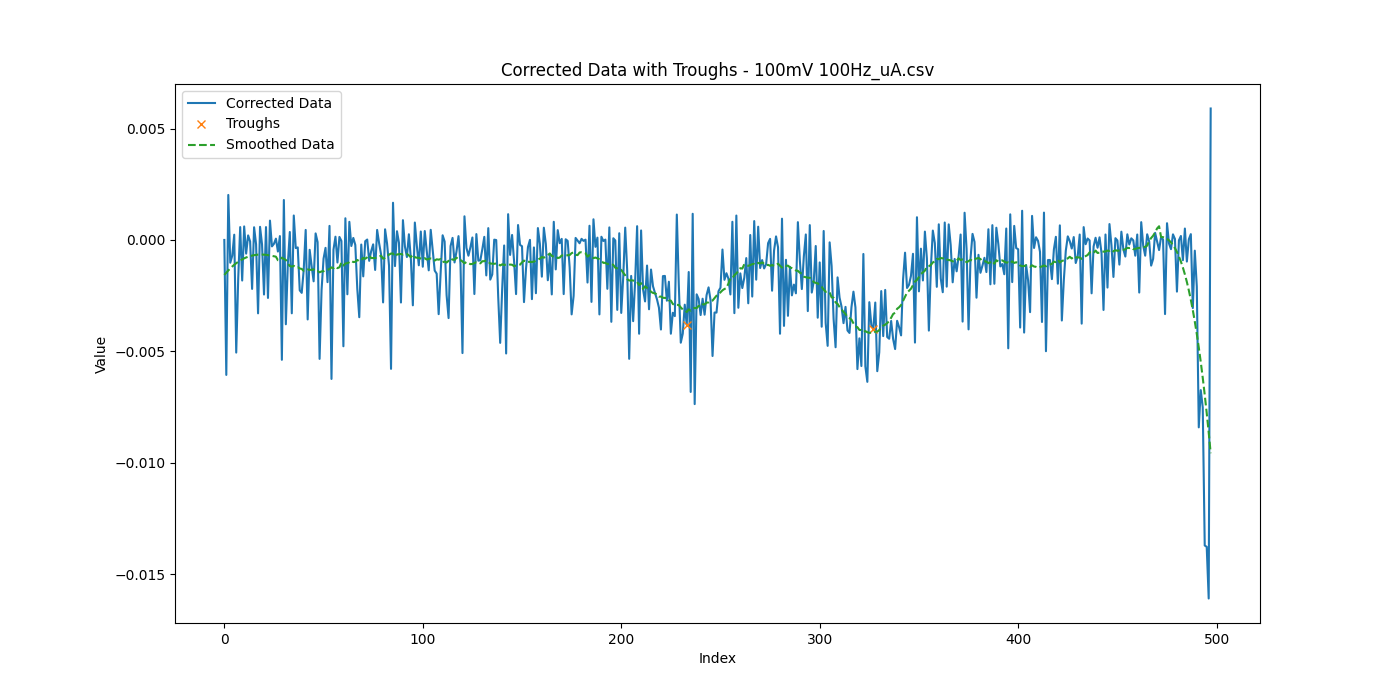 Corrected Data with Troughs - 100mV 100Hz_uA.csv
Corrected Data
Troughs
Smoothed Data
0.005
0.000
−0.005
−0.010
−0.015
Value
0
100
200
300
400
500
Index